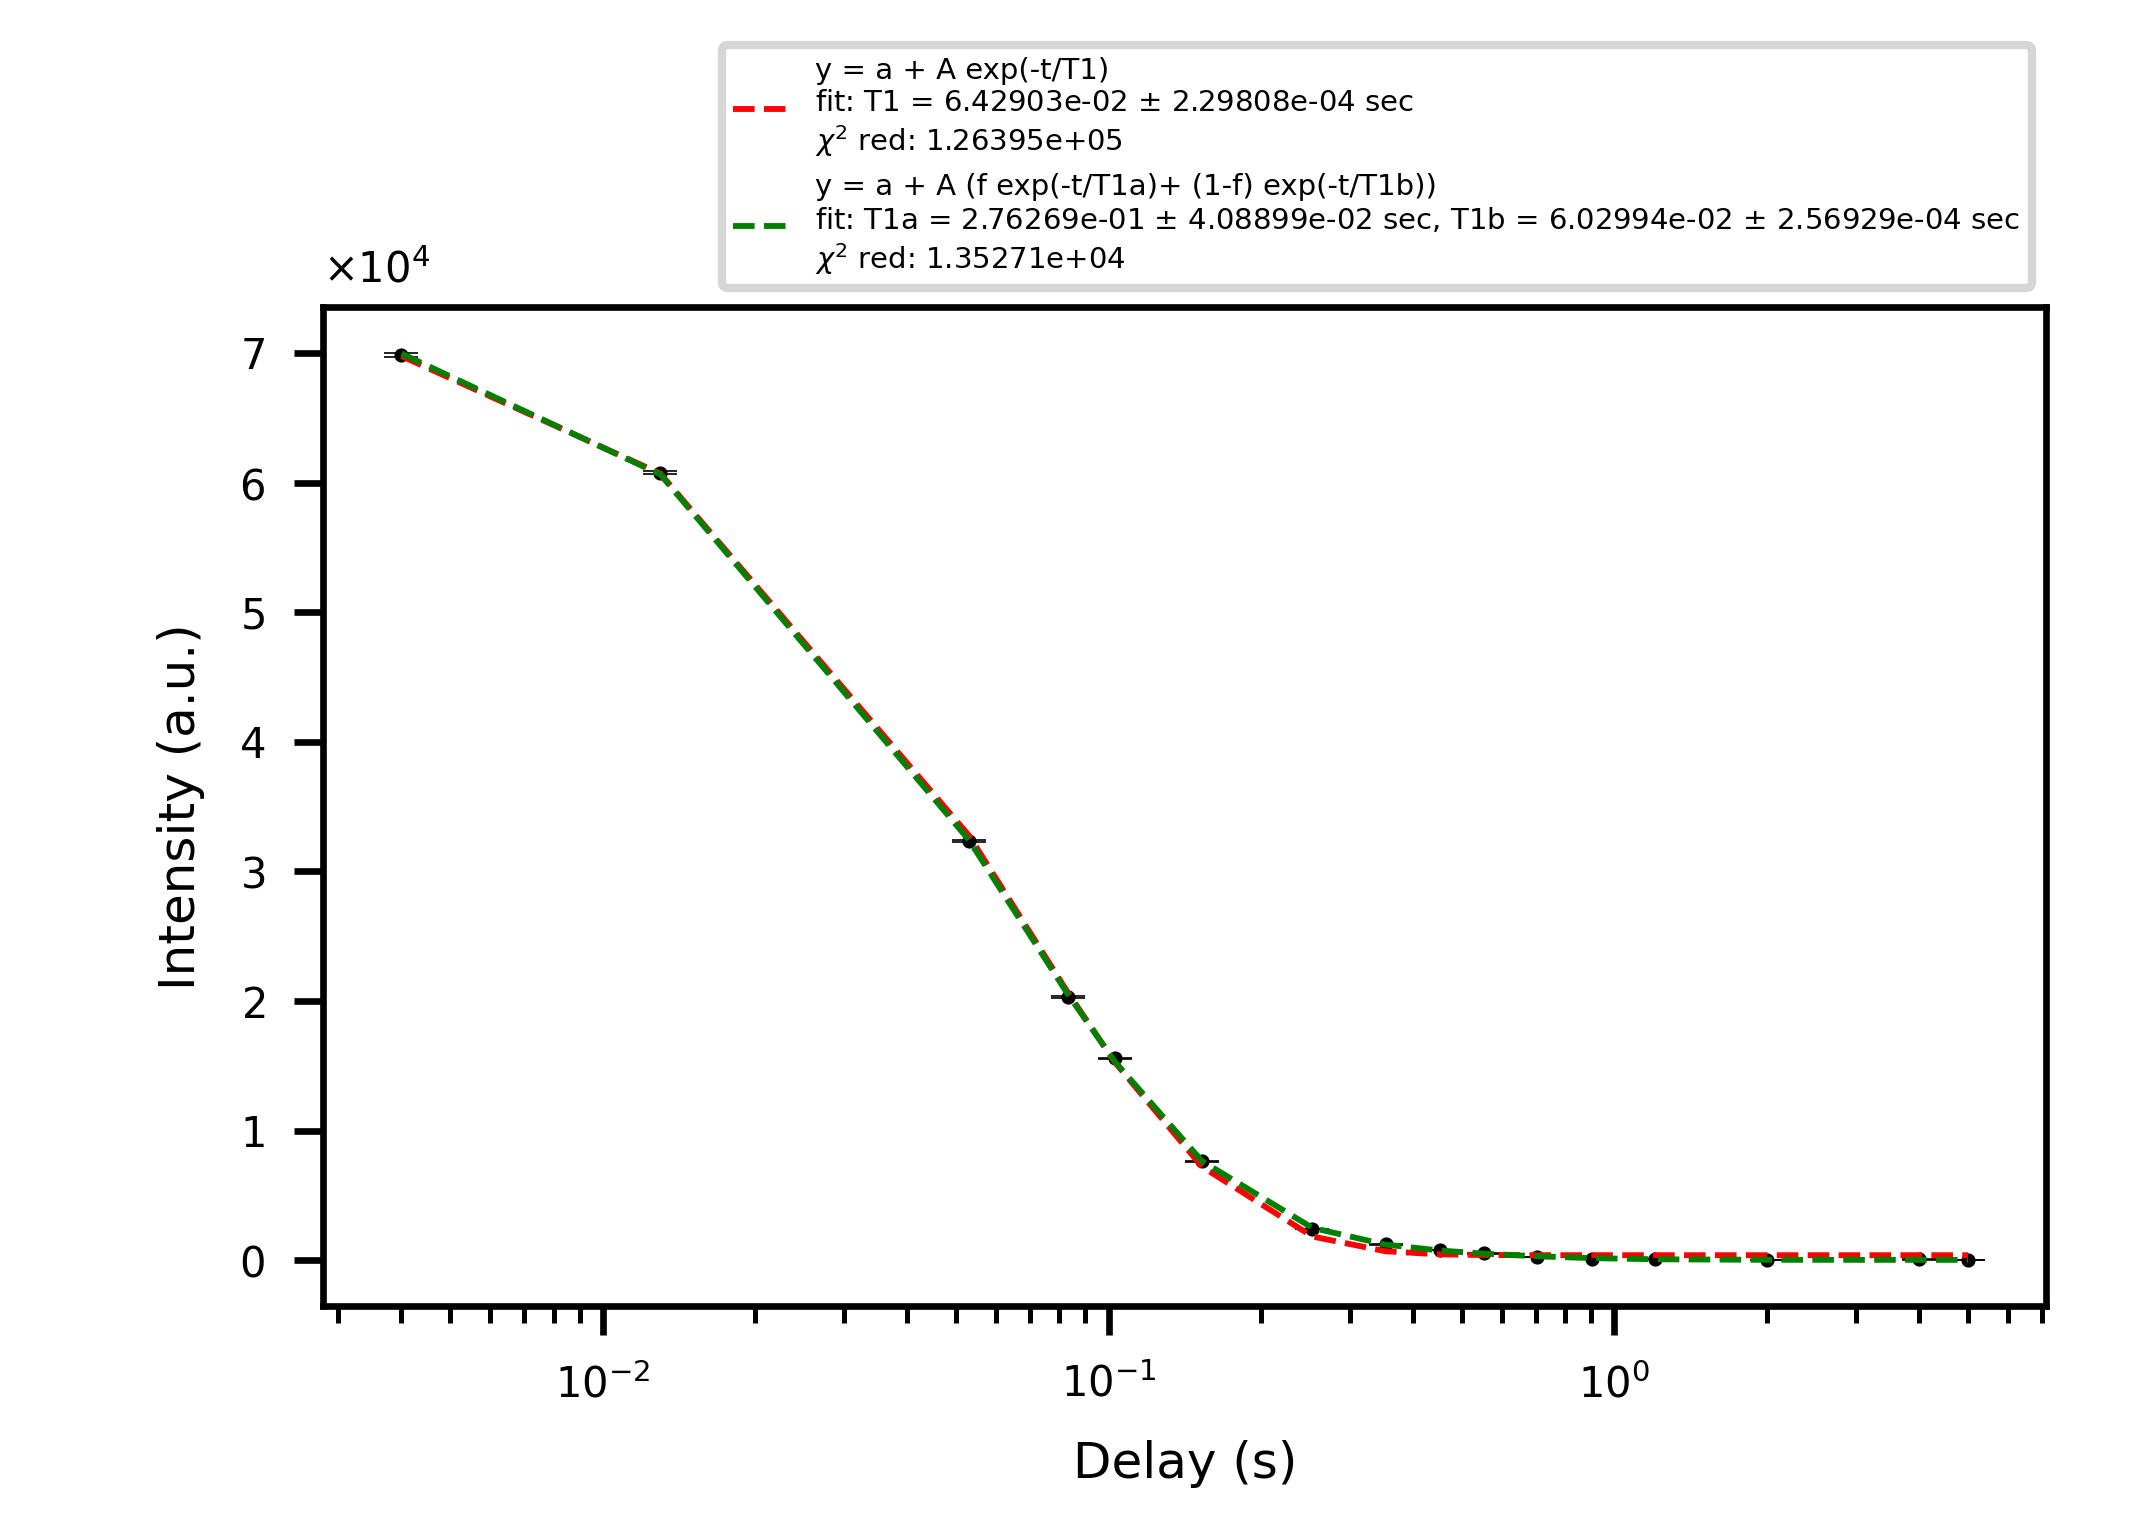 y = a + A exp(-t/T1)
fit: T1 = 6.42903e-02 ± 2.29808e-04 sec
χ² red: 1.26395e+05
y = a + A (f exp(-t/T1a)+ (1-f) exp(-t/T1b))
fit: T1a = 2.76269e-01 ± 4.08899e-02 sec, T1b = 6.02994e-02 ± 2.56929e-04 sec
χ² red: 1.35271e+04
×10⁴
7
6
5
4
3
2
1
0
Intensity (a.u.)
10⁻² 10⁻¹ 10⁰
Delay (s)